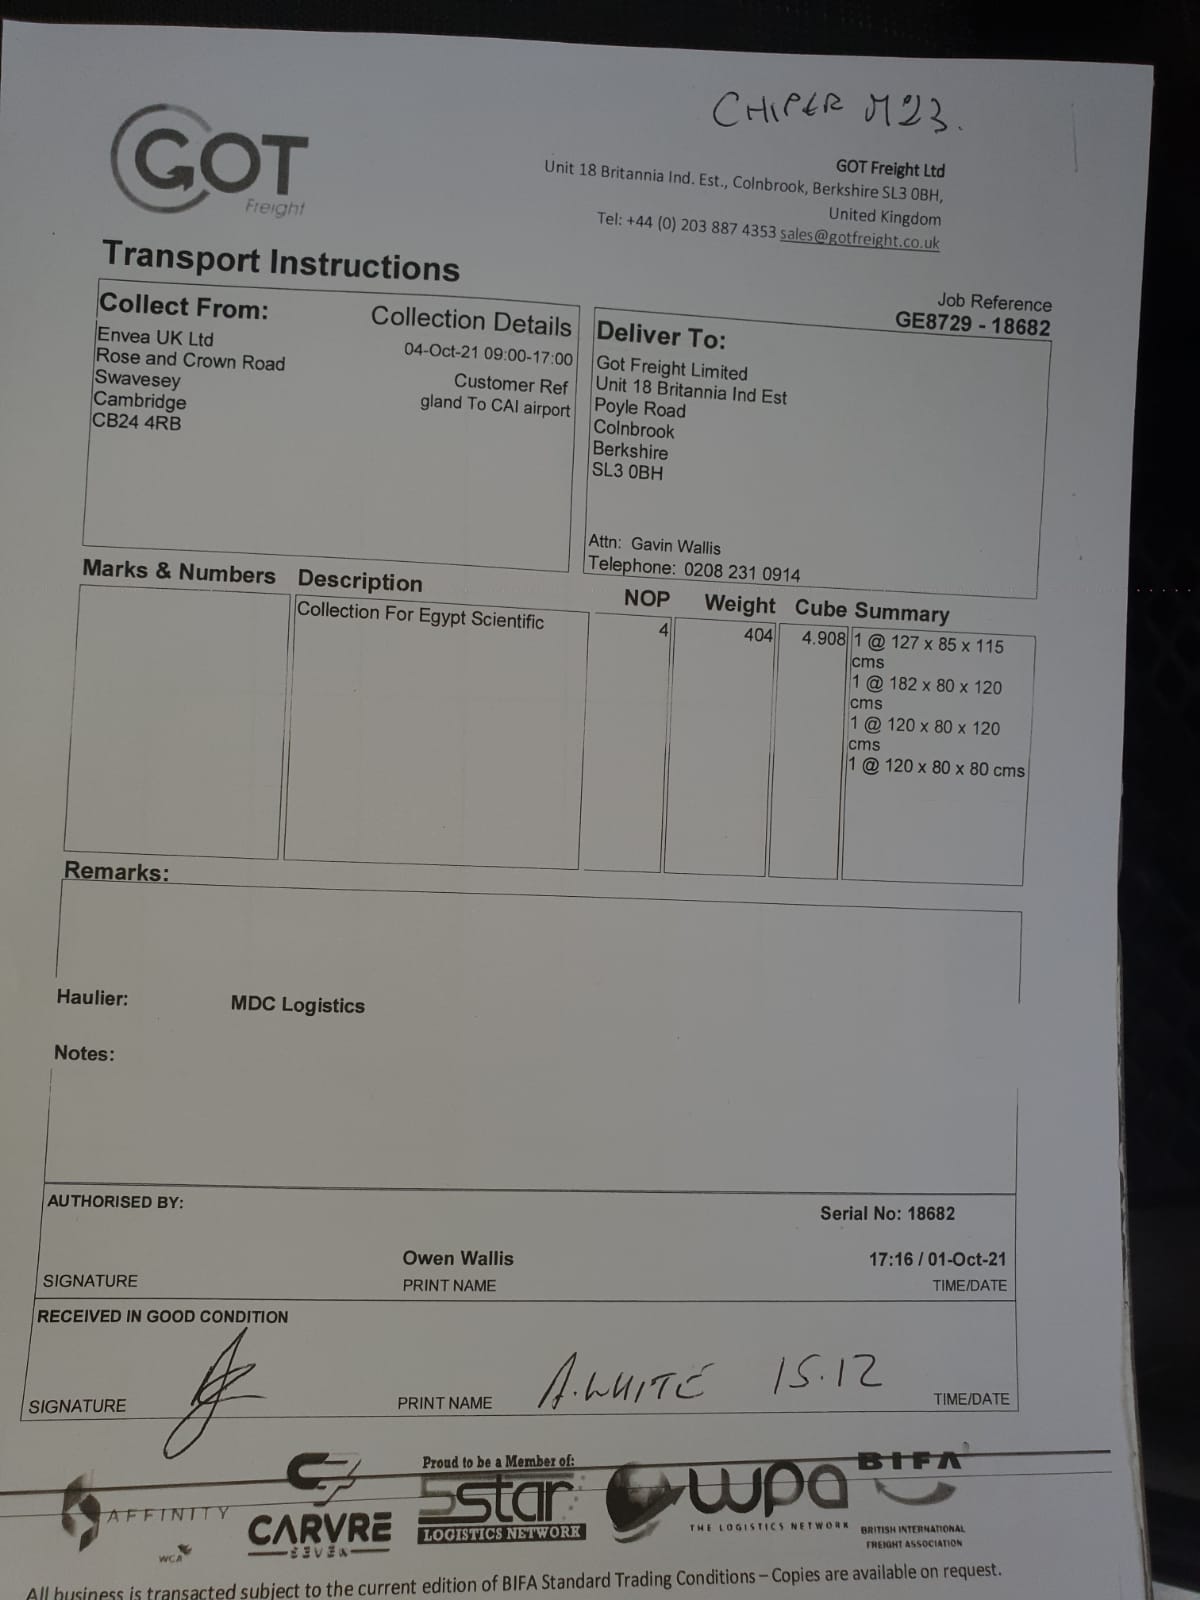 CHIPER M23.
GOT
Freight
GOT Freight Ltd
Unit 18 Britannia Ind. Est., Colnbrook, Berkshire SL3 0BH,
United Kingdom
Tel: +44 (0) 203 887 4353 sales@gotfreight.co.uk
Transport Instructions
Job Reference
GE8729 - 18682
Collect From:
Envea UK Ltd
Rose and Crown Road
Swavesey
Cambridge
CB24 4RB
Collection Details
04-Oct-21 09:00-17:00
Customer Ref
gland To CAI airport
Deliver To:
Got Freight Limited
Unit 18 Britannia Ind Est
Poyle Road
Colnbrook
Berkshire
SL3 0BH
Attn: Gavin Wallis
Telephone: 0208 231 0914
Marks & Numbers Description NOP Weight Cube Summary
Collection For Egypt Scientific 4 404 4.908 1 @ 127 x 85 x 115
cms
1 @ 182 x 80 x 120
cms
1 @ 120 x 80 x 120
cms
1 @ 120 x 80 x 80 cms
Remarks:
Haulier: MDC Logistics
Notes:
AUTHORISED BY:
Serial No: 18682
Owen Wallis 17:16 / 01-Oct-21
SIGNATURE PRINT NAME TIME/DATE
RECEIVED IN GOOD CONDITION
A.WHITE 15.12
SIGNATURE PRINT NAME TIME/DATE
AFFINITY
WCA
CARVRE
SEVEN
Proud to be a Member of:
5star
LOGISTICS NETWORK
wpa
THE LOGISTICS NETWORK
BIFA
BRITISH INTERNATIONAL
FREIGHT ASSOCIATION
All business is transacted subject to the current edition of BIFA Standard Trading Conditions – Copies are available on request.